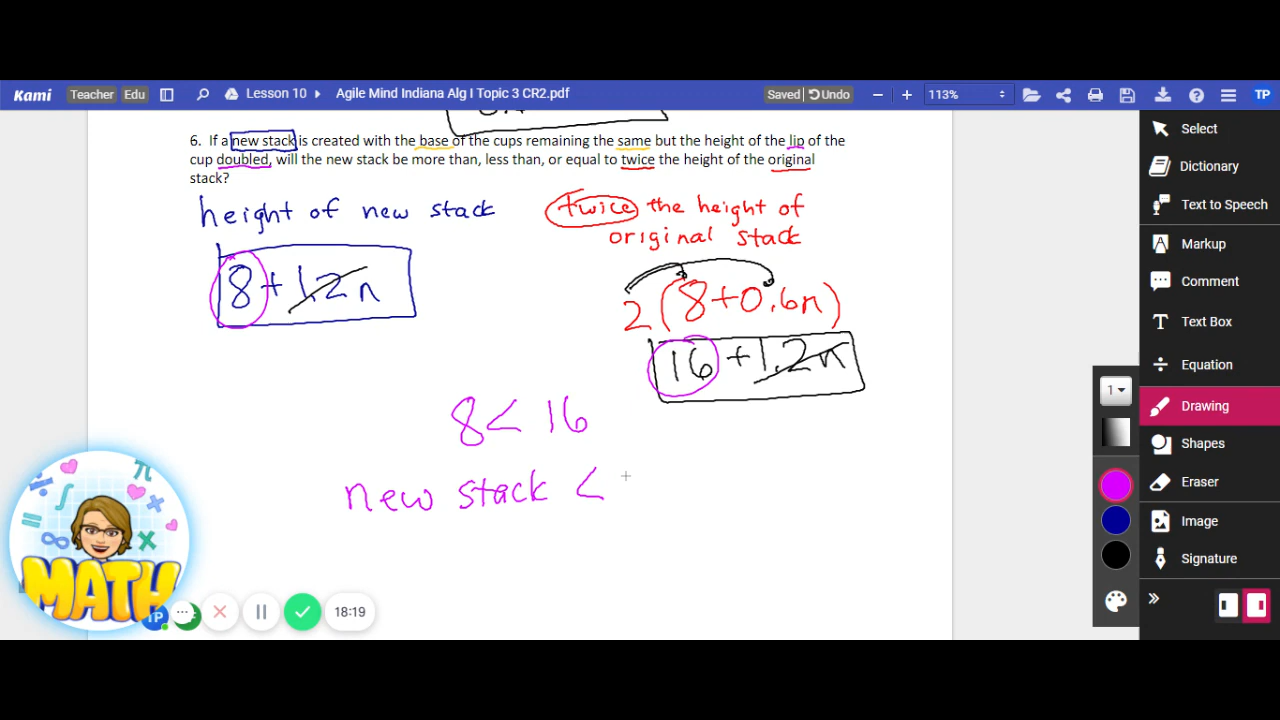 Kami Teacher Edu Lesson 10 Agile Mind Indiana Alg I Topic 3 CR2.pdf Saved Undo 113% TP
6. If a new stack is created with the base of the cups remaining the same but the height of the lip of the
cup doubled, will the new stack be more than, less than, or equal to twice the height of the original
stack?
height of new stack
8+1.2n
twice the height of
original stack
2(8+0.6n)
16+1.2n
8< 16
new stack <
MATH
TP
18:19
Select
Dictionary
Text to Speech
Markup
Comment
T Text Box
Equation
1
Drawing
Shapes
Eraser
Image
Signature